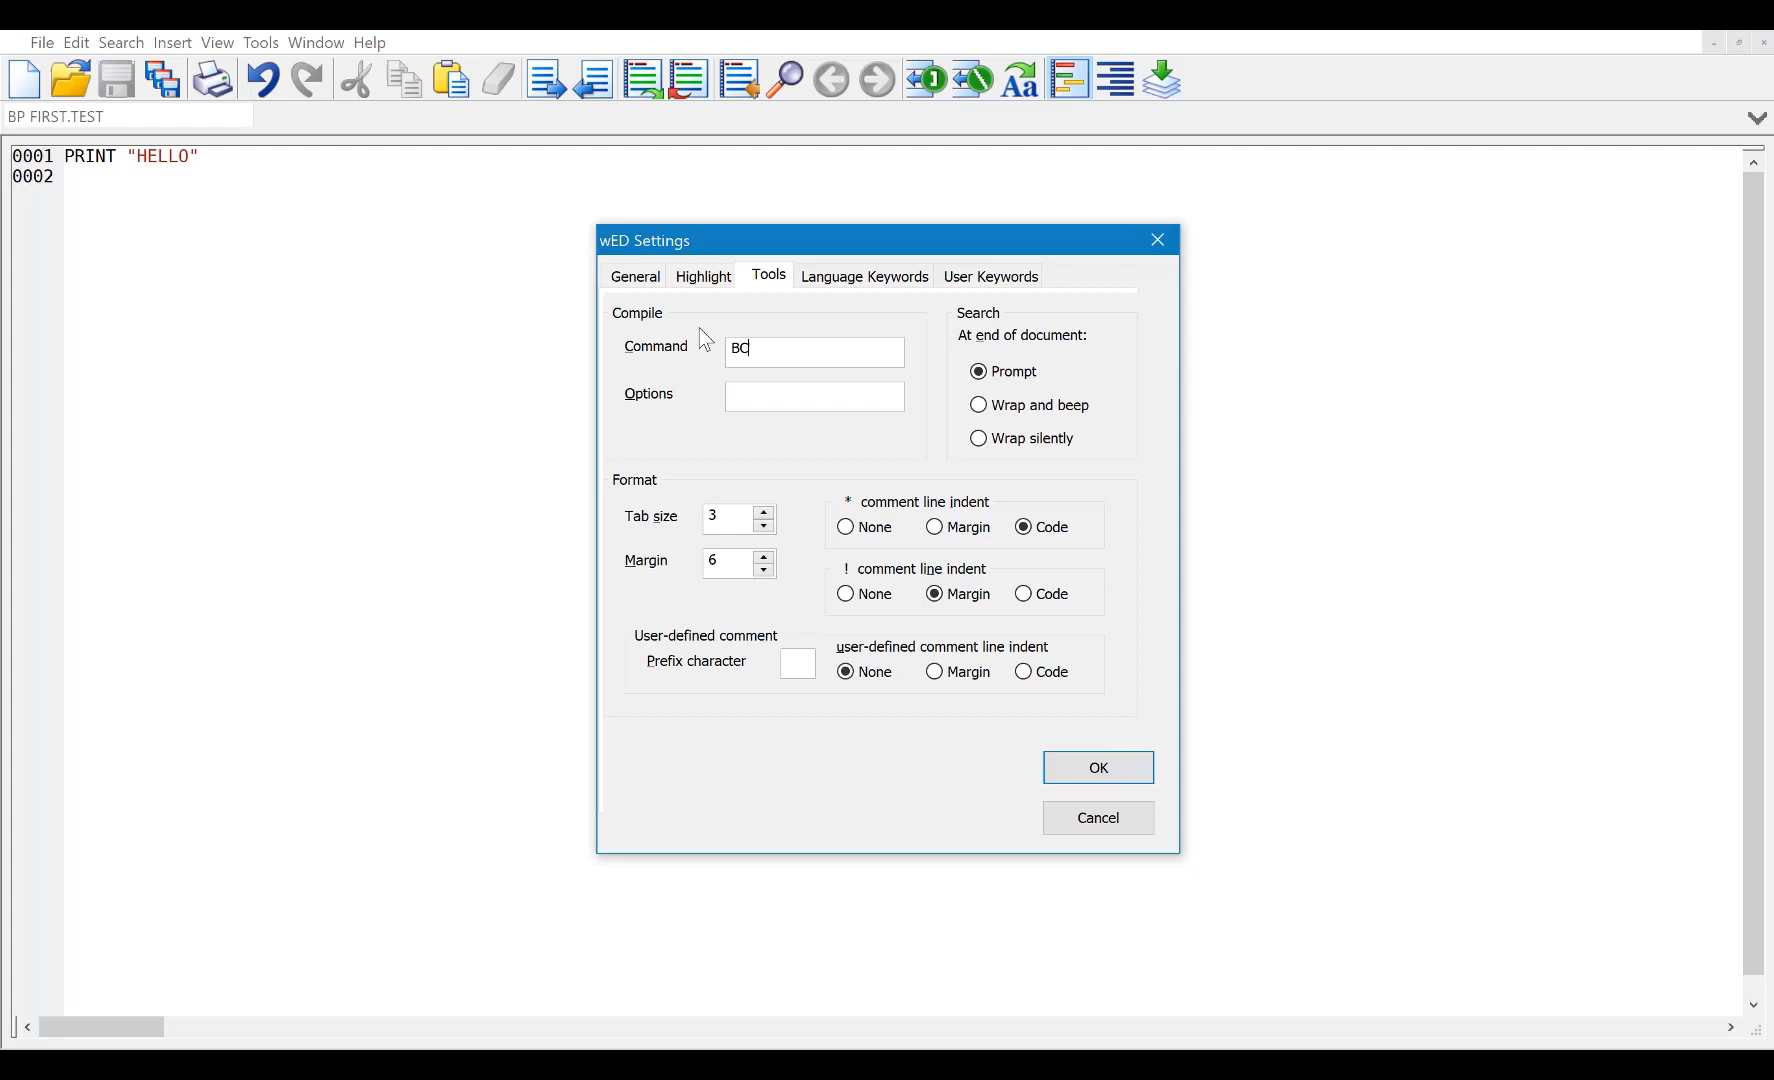 File Edit Search Insert View Tools Window Help
Aa
BP FIRST.TEST
0001 PRINT "HELLO"
0002
wED Settings
General Highlight Tools Language Keywords User Keywords
Compile
Command BC
Options
Search
At end of document:
Prompt
Wrap and beep
Wrap silently
Format
Tab size 3
Margin 6
* comment line indent
None Margin Code
! comment line indent
None Margin Code
User-defined comment
Prefix character
user-defined comment line indent
None Margin Code
OK
Cancel